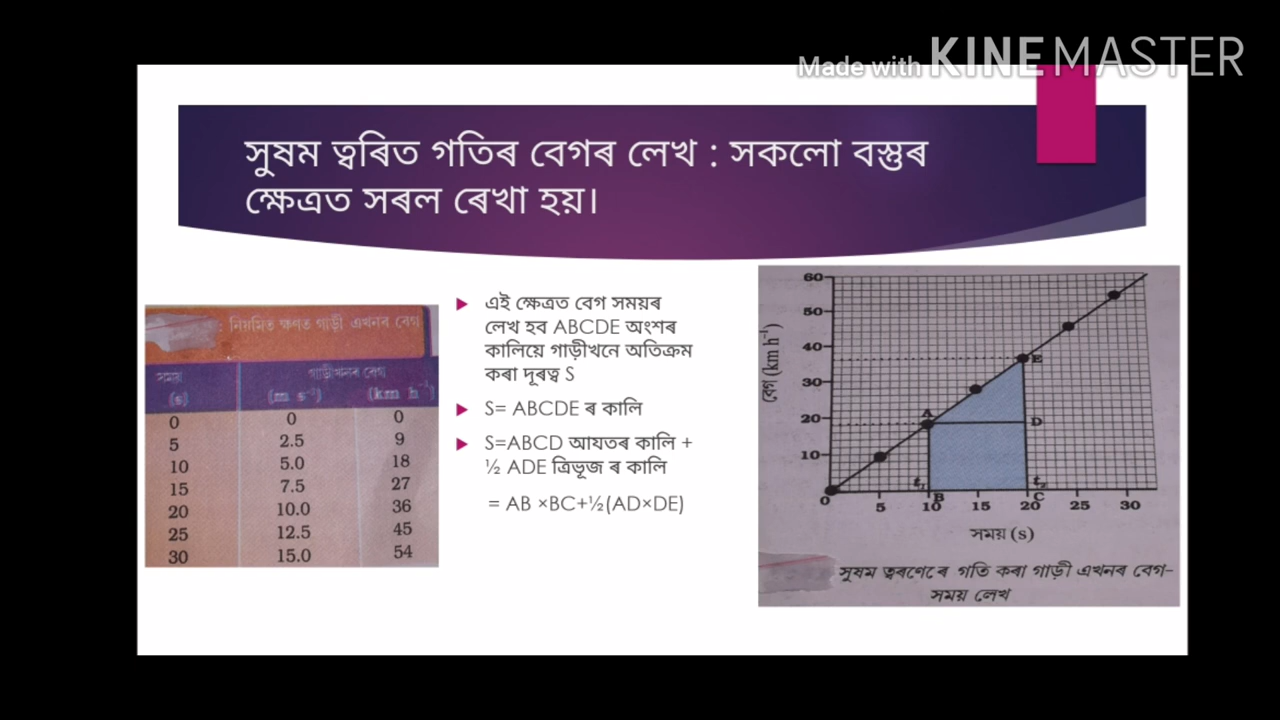 Made with KINEMASTER
সুষম ত্বৰিত গতিৰ বেগৰ লেখ : সকলো বস্তুৰ
ক্ষেত্ৰত সৰল ৰেখা হয়।
: নিয়মিত ক্ষণত গাড়ী এখনৰ বেগ
সময়
(s)
গাড়ীখানৰ বেগ
(m s⁻¹) (km h⁻¹)
0 0 0
5 2.5 9
10 5.0 18
15 7.5 27
20 10.0 36
25 12.5 45
30 15.0 54
এই ক্ষেত্ৰত বেগ সময়ৰ
লেখ হব ABCDE অংশৰ
কালিয়ে গাড়ীখনে অতিক্ৰম
কৰা দূৰত্ব S
S= ABCDE ৰ কালি
S=ABCD আযতৰ কালি +
½ ADE ত্ৰিভূজ ৰ কালি
= AB ×BC+½(AD×DE)
বেগ (km h⁻¹)
60
50
40
30
20
10
0
A
E
D
t₁
B
t₂
C
5 10 15 20 25 30
সময় (s)
সুষম ত্বৰণেৰে গতি কৰা গাড়ী এখনৰ বেগ-
সময় লেখ